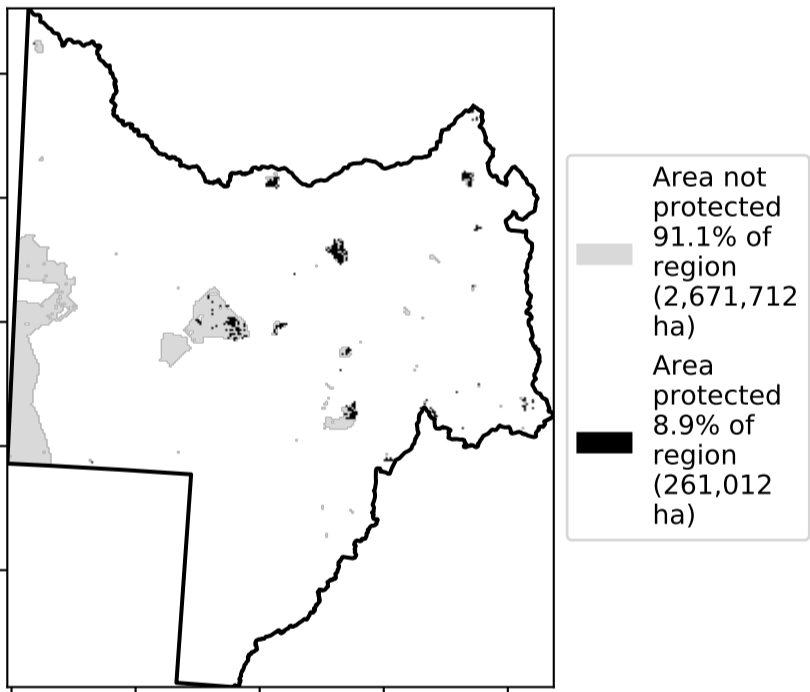 Area not
protected
91.1% of
region
(2,671,712
ha)
Area
protected
8.9% of
region
(261,012
ha)